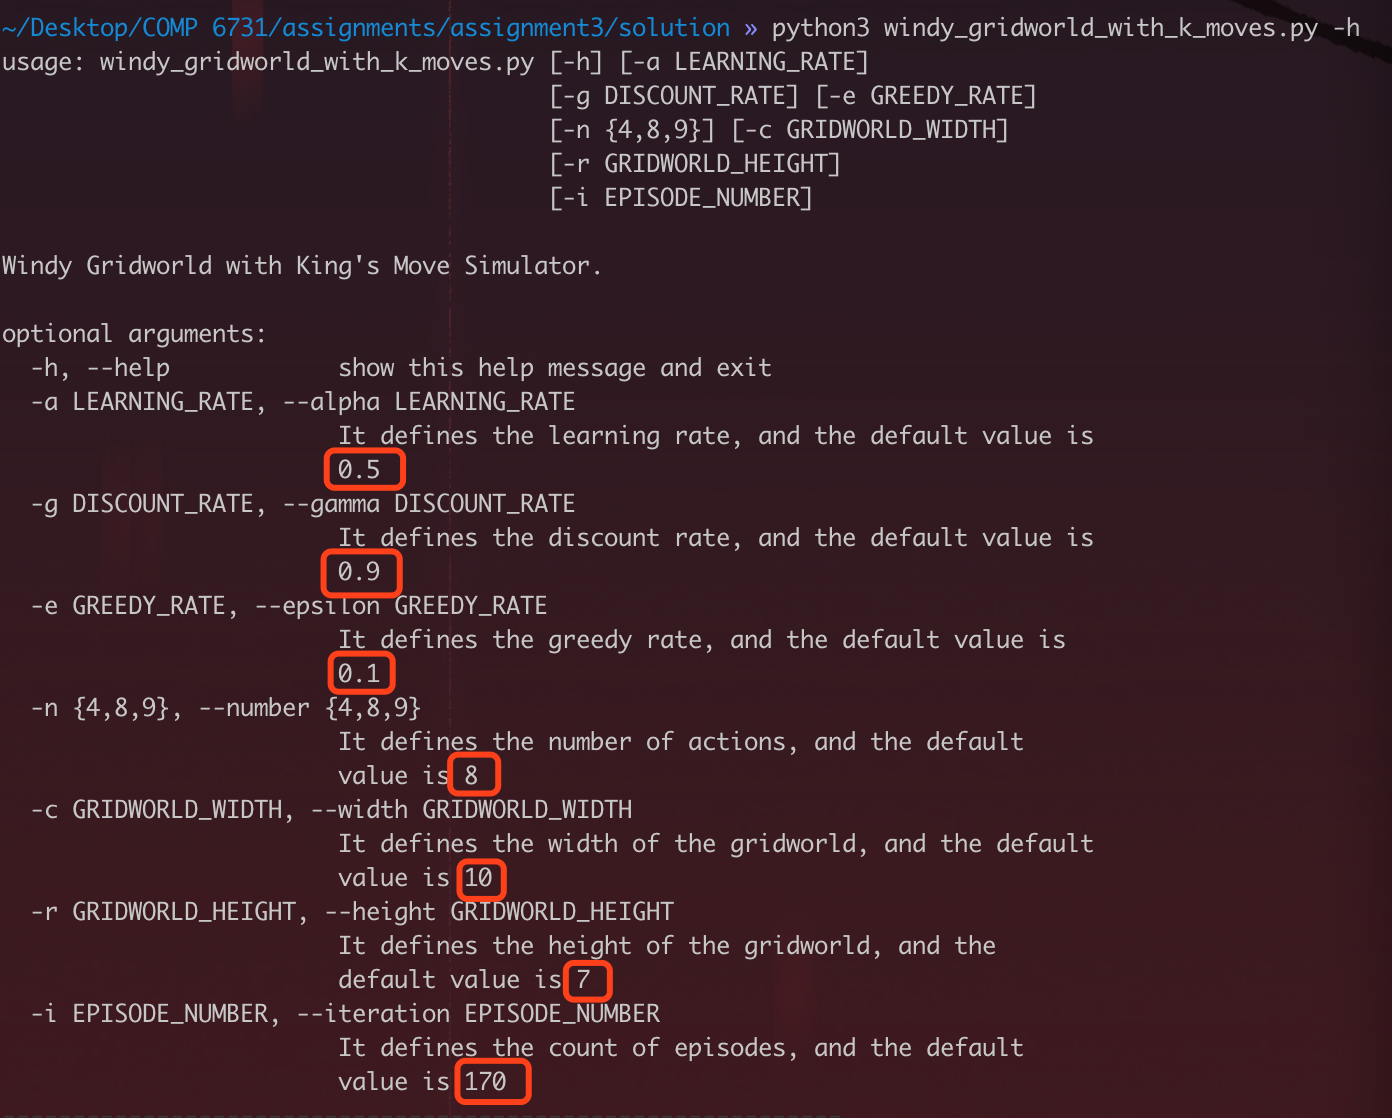 ~/Desktop/COMP 6731/assignments/assignment3/solution » python3 windy_gridworld_with_k_moves.py -h
usage: windy_gridworld_with_k_moves.py [-h] [-a LEARNING_RATE]
[-g DISCOUNT_RATE] [-e GREEDY_RATE]
[-n {4,8,9}] [-c GRIDWORLD_WIDTH]
[-r GRIDWORLD_HEIGHT]
[-i EPISODE_NUMBER]
Windy Gridworld with King's Move Simulator.
optional arguments:
-h, --help show this help message and exit
-a LEARNING_RATE, --alpha LEARNING_RATE
It defines the learning rate, and the default value is
0.5
-g DISCOUNT_RATE, --gamma DISCOUNT_RATE
It defines the discount rate, and the default value is
0.9
-e GREEDY_RATE, --epsilon GREEDY_RATE
It defines the greedy rate, and the default value is
0.1
-n {4,8,9}, --number {4,8,9}
It defines the number of actions, and the default
value is 8
-c GRIDWORLD_WIDTH, --width GRIDWORLD_WIDTH
It defines the width of the gridworld, and the default
value is 10
-r GRIDWORLD_HEIGHT, --height GRIDWORLD_HEIGHT
It defines the height of the gridworld, and the
default value is 7
-i EPISODE_NUMBER, --iteration EPISODE_NUMBER
It defines the count of episodes, and the default
value is 170